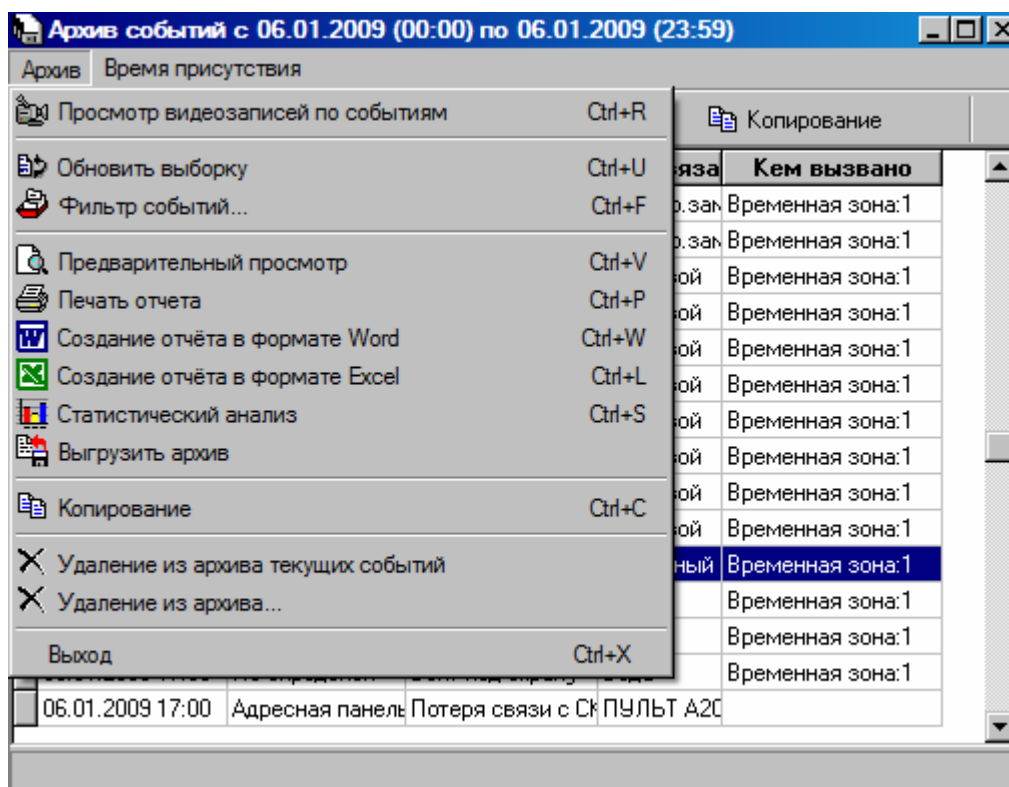 Архив событий с 06.01.2009 (00:00) по 06.01.2009 (23:59)
Архив Время присутствия
Просмотр видеозаписей по событиям Ctrl+R
Копирование
Обновить выборку Ctrl+U
Фильтр событий... Ctrl+F
Предварительный просмотр Ctrl+V
Печать отчета Ctrl+P
Создание отчёта в формате Word Ctrl+W
Создание отчёта в формате Excel Ctrl+L
Статистический анализ Ctrl+S
Выгрузить архив
Копирование Ctrl+C
Удаление из архива текущих событий
Удаление из архива...
Выход Ctrl+X
Кем вызвано
Временная зона:1
Временная зона:1
Временная зона:1
Временная зона:1
Временная зона:1
Временная зона:1
Временная зона:1
Временная зона:1
Временная зона:1
Временная зона:1
Временная зона:1
Временная зона:1
Временная зона:1
Временная зона:1
06.01.2009 17:00 Адресная панель Потеря связи с ПУЛЬТ